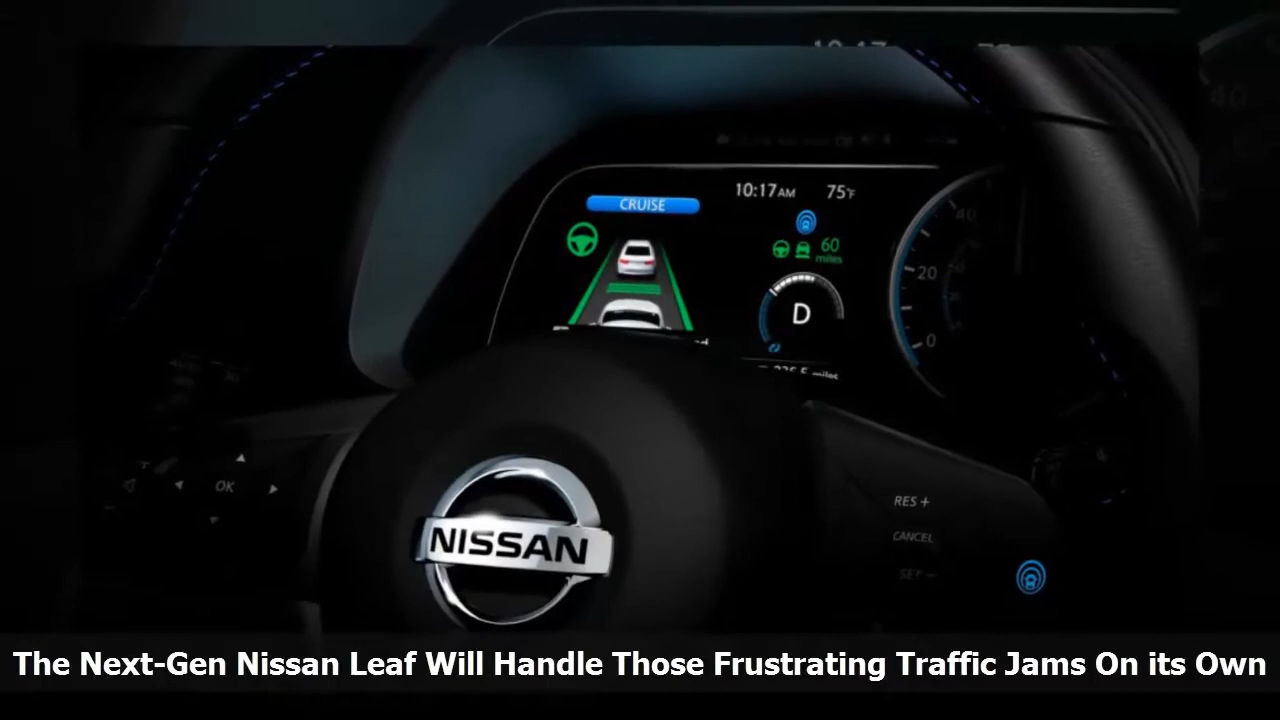 10:17AM 75°F
CRUISE
60
miles
40
20
0
D
OK
RES +
CANCEL
SET −
NISSAN
The Next-Gen Nissan Leaf Will Handle Those Frustrating Traffic Jams On its Own